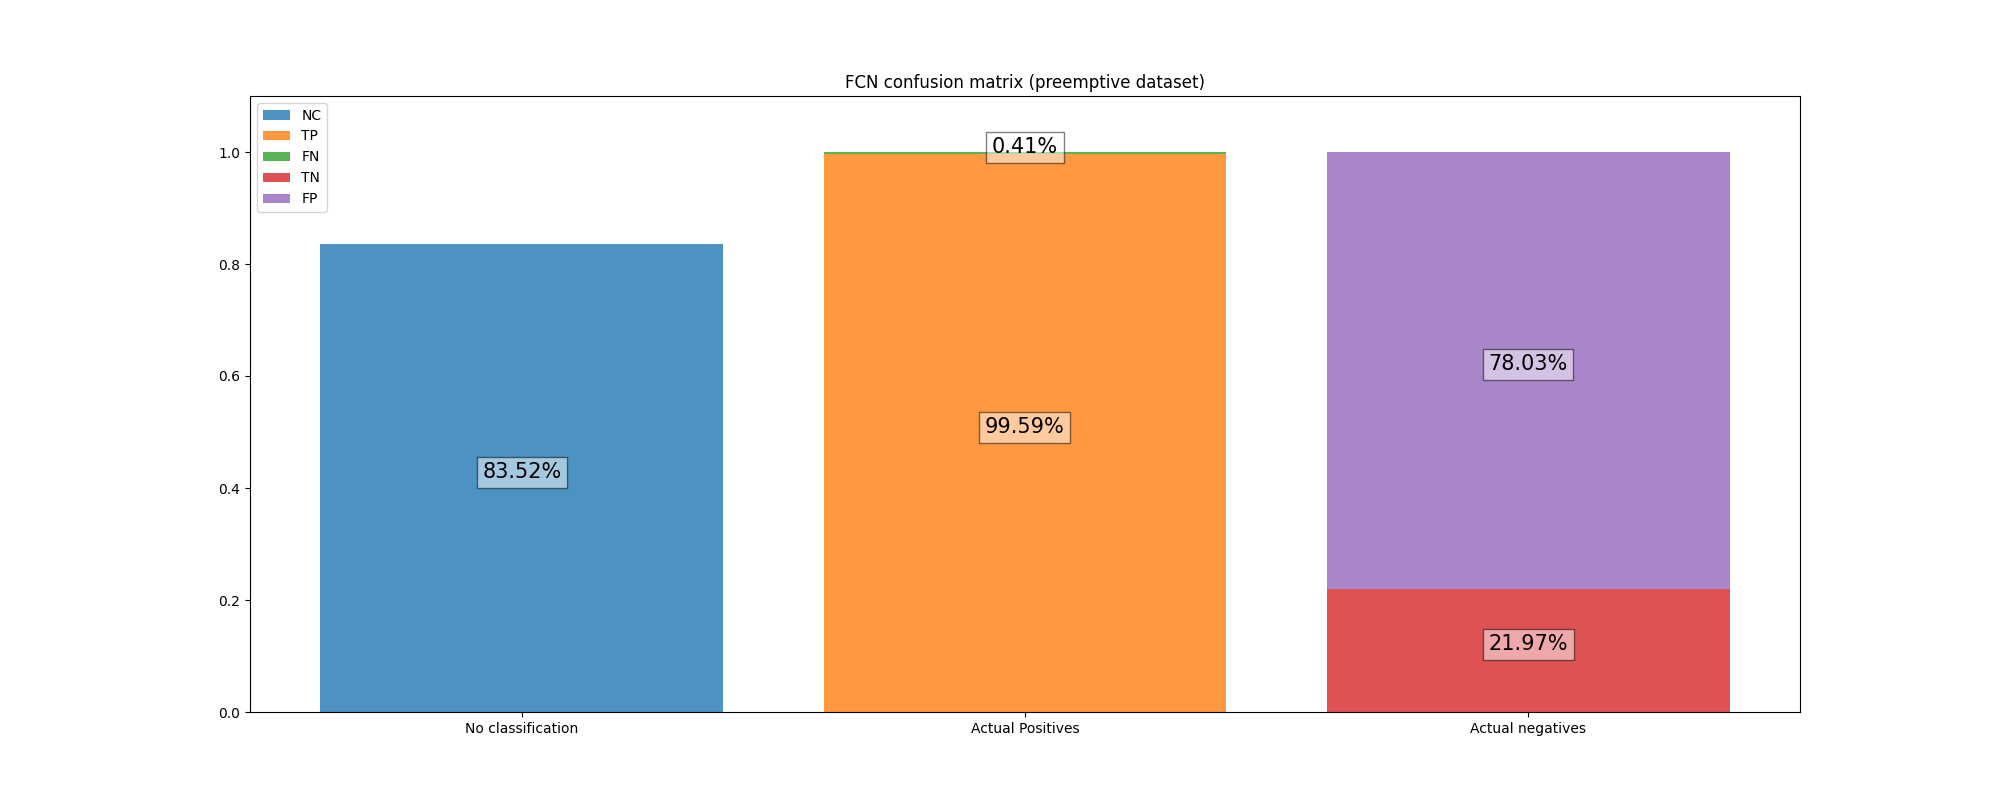 FCN confusion matrix (preemptive dataset)
NC
TP
FN
TN
FP
1.0
0.8
0.6
0.4
0.2
0.0
83.52%
0.41%
99.59%
78.03%
21.97%
No classification
Actual Positives
Actual negatives